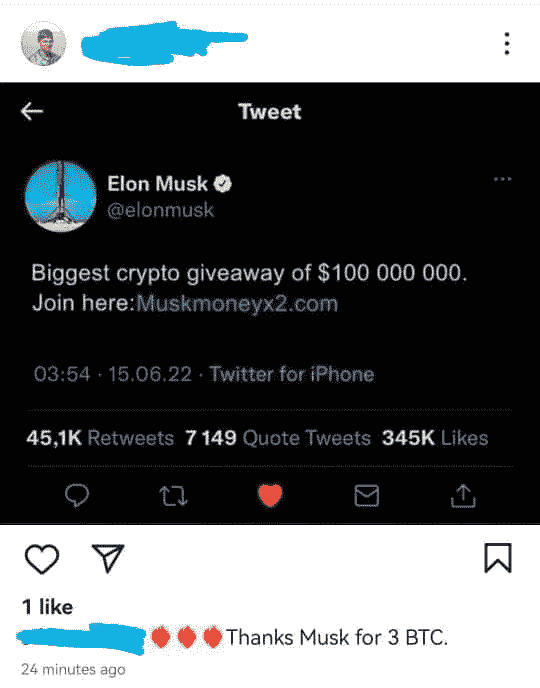 Tweet
Elon Musk
@elonmusk
Biggest crypto giveaway of $100 000 000.
Join here:Muskmoneyx2.com
03:54 · 15.06.22 · Twitter for iPhone
45,1K Retweets 7 149 Quote Tweets 345K Likes
1 like
Thanks Musk for 3 BTC.
24 minutes ago